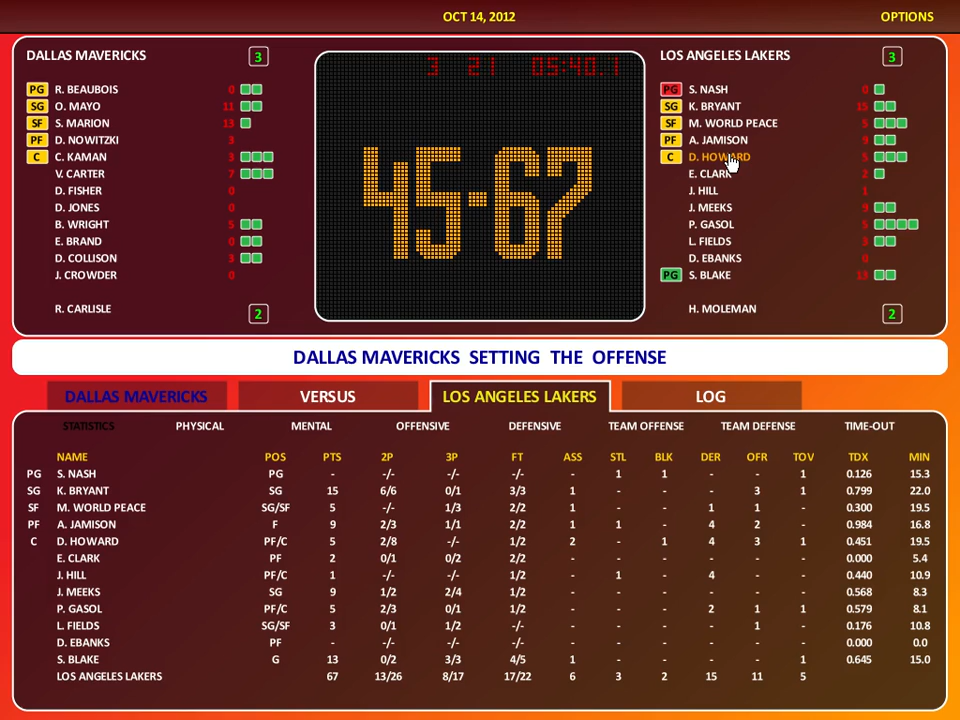 OCT 14, 2012 OPTIONS
DALLAS MAVERICKS 3
PG R. BEAUBOIS 0
SG O. MAYO 11
SF S. MARION 13
PF D. NOWITZKI 3
C C. KAMAN 3
V. CARTER 7
D. FISHER 0
D. JONES 0
B. WRIGHT 5
E. BRAND 0
D. COLLISON 3
J. CROWDER 0
R. CARLISLE 2
3 21 05:40.1
45-67
LOS ANGELES LAKERS 3
PG S. NASH 0
SG K. BRYANT 15
SF M. WORLD PEACE 5
PF A. JAMISON 9
C D. HOWARD 5
E. CLARK 2
J. HILL 1
J. MEEKS 9
P. GASOL 5
L. FIELDS 3
D. EBANKS 0
PG S. BLAKE 13
H. MOLEMAN 2
DALLAS MAVERICKS SETTING THE OFFENSE
DALLAS MAVERICKS VERSUS LOS ANGELES LAKERS LOG
STATISTICS PHYSICAL MENTAL OFFENSIVE DEFENSIVE TEAM OFFENSE TEAM DEFENSE TIME-OUT
NAME POS PTS 2P 3P FT ASS STL BLK DER OFR TOV TDX MIN
PG S. NASH PG - -/- -/- -/- - 1 1 - - 1 0.126 15.3
SG K. BRYANT SG 15 6/6 0/1 3/3 1 - - - 3 1 0.799 22.0
SF M. WORLD PEACE SG/SF 5 -/- 1/3 2/2 1 - - 1 1 - 0.300 19.5
PF A. JAMISON F 9 2/3 1/1 2/2 1 1 - 4 2 - 0.984 16.8
C D. HOWARD PF/C 5 2/8 -/- 1/2 2 - 1 4 3 1 0.451 19.5
E. CLARK PF 2 0/1 0/2 2/2 - - - - - - 0.000 5.4
J. HILL PF/C 1 -/- -/- 1/2 - 1 - 4 - - 0.440 10.9
J. MEEKS SG 9 1/2 2/4 1/2 - - - - - - 0.568 8.3
P. GASOL PF/C 5 2/3 0/1 1/2 - - - 2 1 1 0.579 8.1
L. FIELDS SG/SF 3 0/1 1/2 -/- - - - - 1 - 0.176 10.8
D. EBANKS PF - -/- -/- -/- - - - - - - 0.000 0.0
S. BLAKE G 13 0/2 3/3 4/5 1 - - - - 1 0.645 15.0
LOS ANGELES LAKERS 67 13/26 8/17 17/22 6 3 2 15 11 5